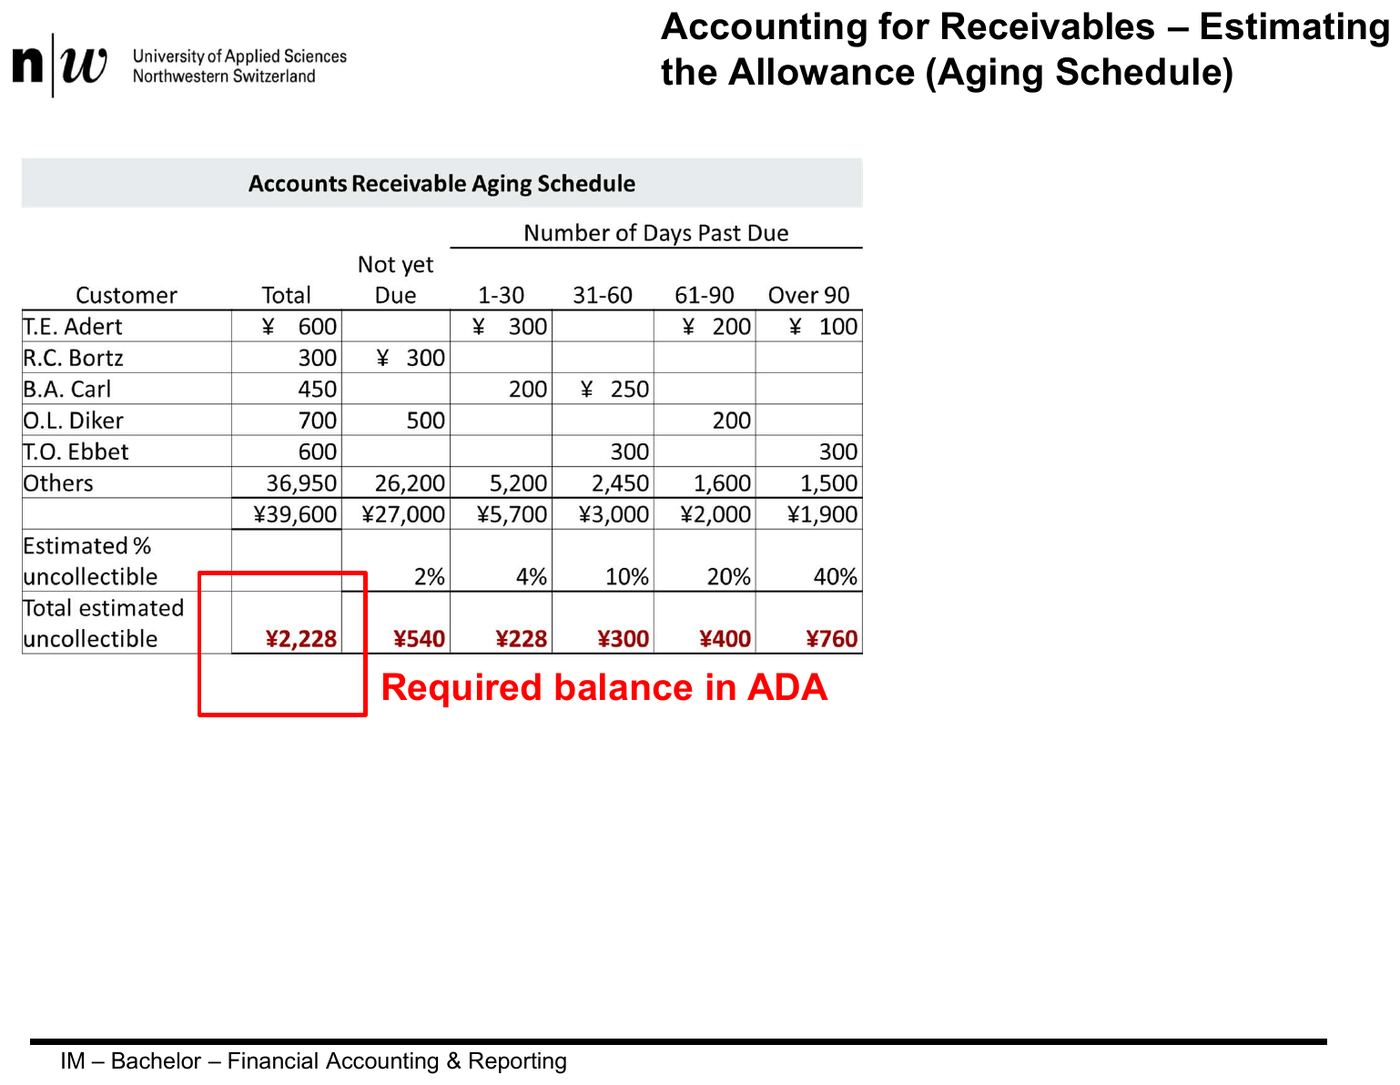 Accounting for Receivables – Estimating
the Allowance (Aging Schedule)
n|w University of Applied Sciences
Northwestern Switzerland
Accounts Receivable Aging Schedule
Number of Days Past Due
Not yet
Customer Total Due 1-30 31-60 61-90 Over 90
T.E. Adert ¥ 600 ¥ 300 ¥ 200 ¥ 100
R.C. Bortz 300 ¥ 300
B.A. Carl 450 200 ¥ 250
O.L. Diker 700 500 200
T.O. Ebbet 600 300 300
Others 36,950 26,200 5,200 2,450 1,600 1,500
¥39,600 ¥27,000 ¥5,700 ¥3,000 ¥2,000 ¥1,900
Estimated %
uncollectible 2% 4% 10% 20% 40%
Total estimated
uncollectible ¥2,228 ¥540 ¥228 ¥300 ¥400 ¥760
Required balance in ADA
IM – Bachelor – Financial Accounting & Reporting